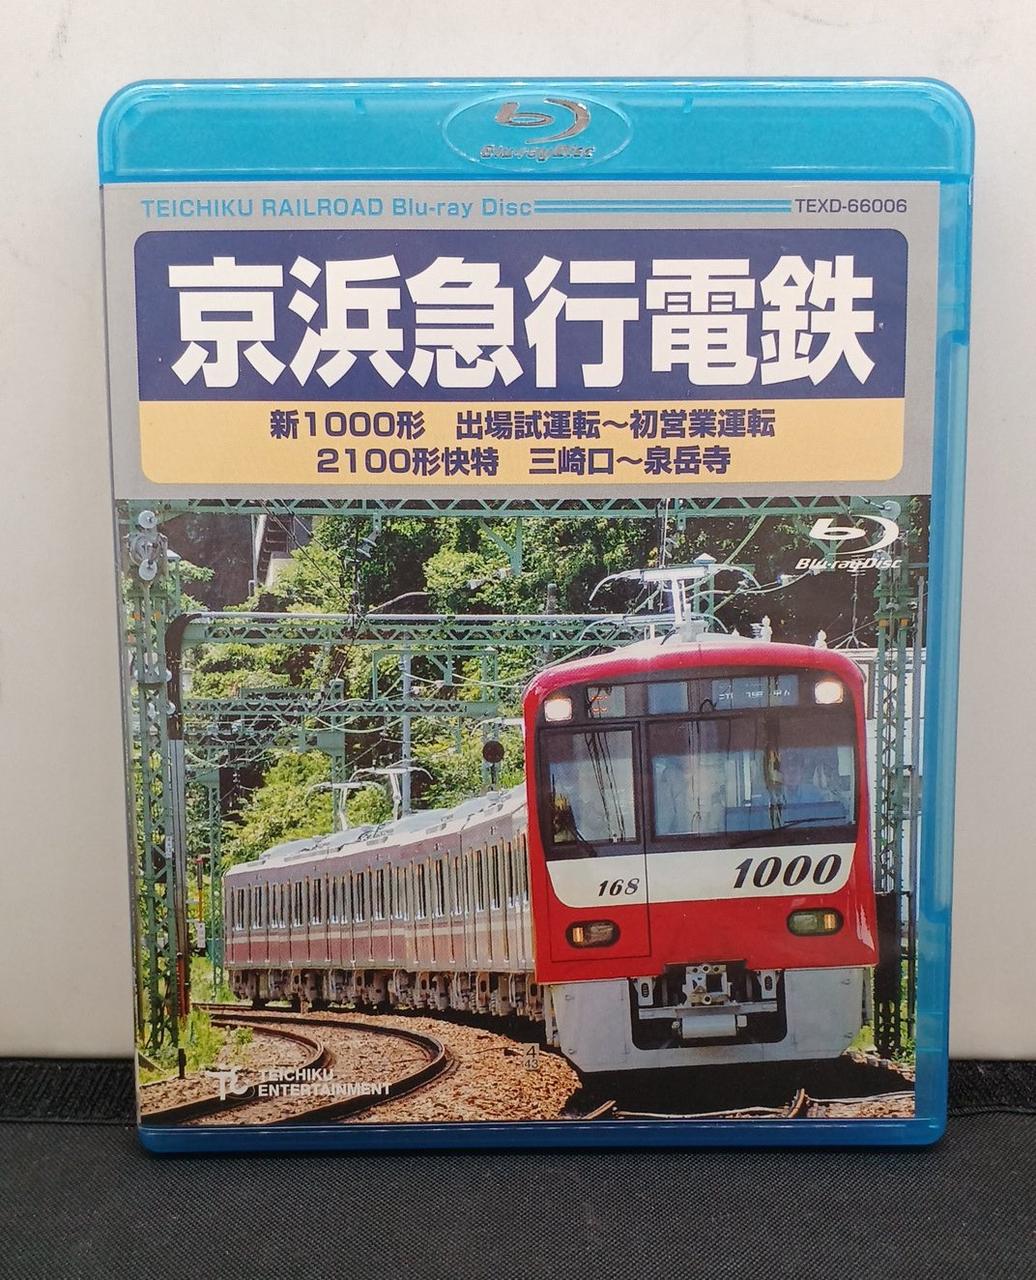 Blu-ray Disc
TEICHIKU RAILROAD Blu-ray Disc
TEXD-66006
京浜急行電鉄
新1000形 出場試運転～初営業運転
2100形快特 三崎口～泉岳寺
Blu-ray Disc
168
1000
4
43
TEICHIKU
ENTERTAINMENT